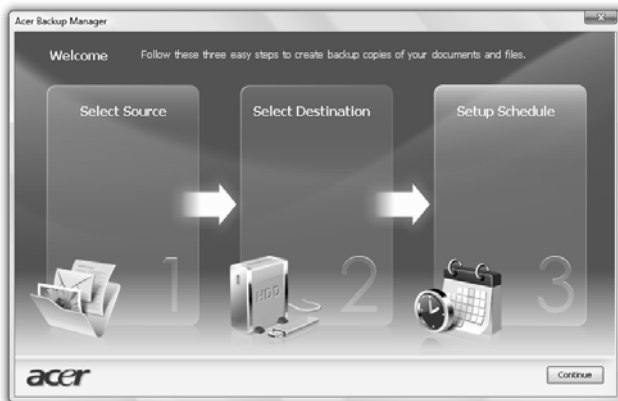 Acer Backup Manager
Welcome
Follow these three easy steps to create backup copies of your documents and files.
Select Source
Select Destination
Setup Schedule
1
HDD
2
3
acer
Continue